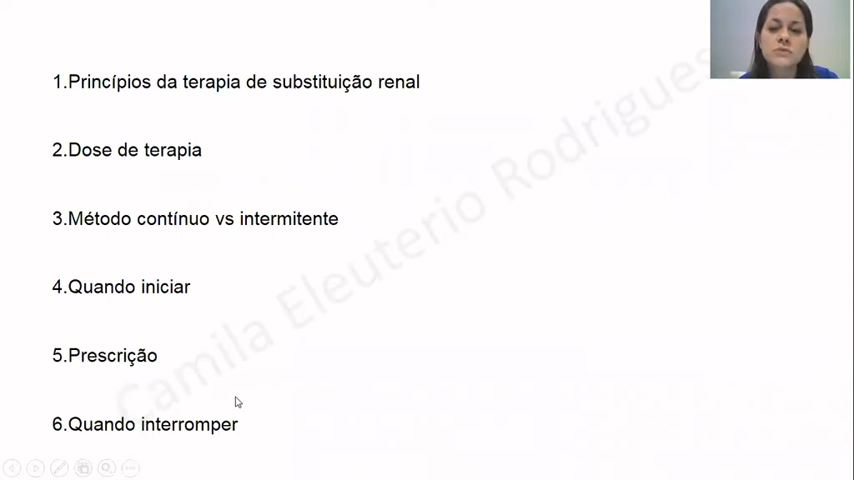 1.Princípios da terapia de substituição renal
2.Dose de terapia
3.Método contínuo vs intermitente
4.Quando iniciar
5.Prescrição
6.Quando interromper
Camila Eleuterio Rodrigues